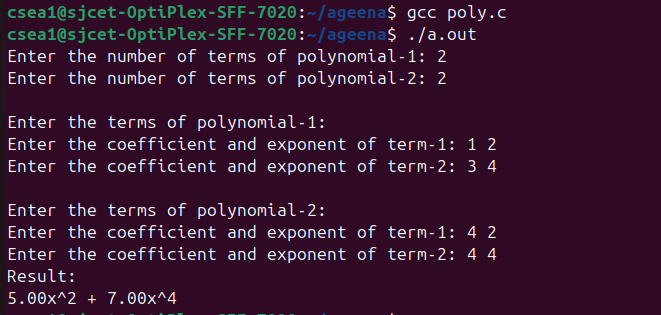 csea1@sjcet-OptiPlex-SFF-7020:~/ageena$ gcc poly.c
csea1@sjcet-OptiPlex-SFF-7020:~/ageena$ ./a.out
Enter the number of terms of polynomial-1: 2
Enter the number of terms of polynomial-2: 2

Enter the terms of polynomial-1:
Enter the coefficient and exponent of term-1: 1 2
Enter the coefficient and exponent of term-2: 3 4

Enter the terms of polynomial-2:
Enter the coefficient and exponent of term-1: 4 2
Enter the coefficient and exponent of term-2: 4 4
Result:
5.00x^2 + 7.00x^4